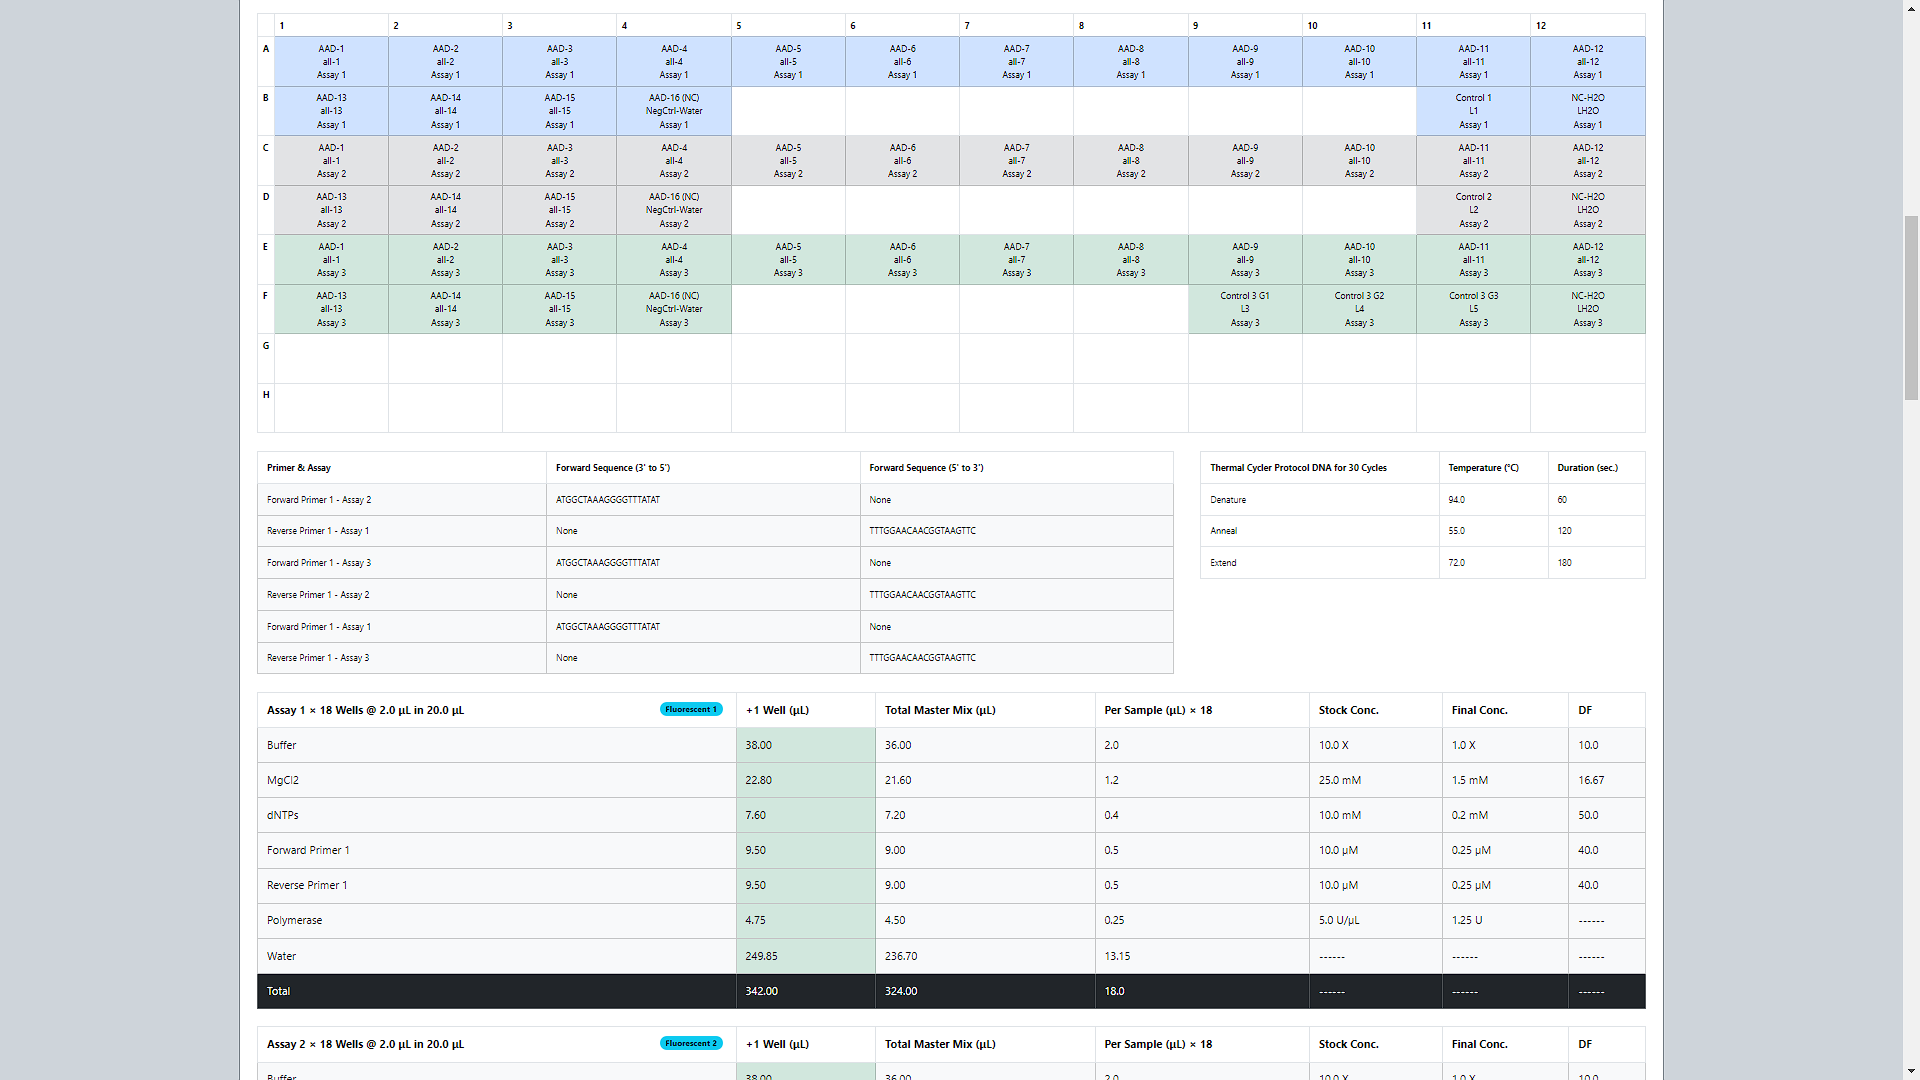 1 2 3 4 5 6 7 8 9 10 11 12
A AAD-1 AAD-2 AAD-3 AAD-4 AAD-5 AAD-6 AAD-7 AAD-8 AAD-9 AAD-10 AAD-11 AAD-12
all-1 all-2 all-3 all-4 all-5 all-6 all-7 all-8 all-9 all-10 all-11 all-12
Assay 1 Assay 1 Assay 1 Assay 1 Assay 1 Assay 1 Assay 1 Assay 1 Assay 1 Assay 1 Assay 1 Assay 1
B AAD-13 AAD-14 AAD-15 AAD-16 (NC) Control 1 NC-H2O
all-13 all-14 all-15 NegCtrl-Water L1 LH2O
Assay 1 Assay 1 Assay 1 Assay 1 Assay 1 Assay 1
C AAD-1 AAD-2 AAD-3 AAD-4 AAD-5 AAD-6 AAD-7 AAD-8 AAD-9 AAD-10 AAD-11 AAD-12
all-1 all-2 all-3 all-4 all-5 all-6 all-7 all-8 all-9 all-10 all-11 all-12
Assay 2 Assay 2 Assay 2 Assay 2 Assay 2 Assay 2 Assay 2 Assay 2 Assay 2 Assay 2 Assay 2 Assay 2
D AAD-13 AAD-14 AAD-15 AAD-16 (NC) Control 2 NC-H2O
all-13 all-14 all-15 NegCtrl-Water L2 LH2O
Assay 2 Assay 2 Assay 2 Assay 2 Assay 2 Assay 2
E AAD-1 AAD-2 AAD-3 AAD-4 AAD-5 AAD-6 AAD-7 AAD-8 AAD-9 AAD-10 AAD-11 AAD-12
all-1 all-2 all-3 all-4 all-5 all-6 all-7 all-8 all-9 all-10 all-11 all-12
Assay 3 Assay 3 Assay 3 Assay 3 Assay 3 Assay 3 Assay 3 Assay 3 Assay 3 Assay 3 Assay 3 Assay 3
F AAD-13 AAD-14 AAD-15 AAD-16 (NC) Control 3 G1 Control 3 G2 Control 3 G3 NC-H2O
all-13 all-14 all-15 NegCtrl-Water L3 L4 L5 LH2O
Assay 3 Assay 3 Assay 3 Assay 3 Assay 3 Assay 3 Assay 3 Assay 3
G
H
Primer & Assay Forward Sequence (3' to 5') Forward Sequence (5' to 3')
Forward Primer 1 - Assay 2 ATGGCTAAAGGGGTTTATAT None
Reverse Primer 1 - Assay 1 None TTTGGAACAACGGTAAGTTC
Forward Primer 1 - Assay 3 ATGGCTAAAGGGGTTTATAT None
Reverse Primer 1 - Assay 2 None TTTGGAACAACGGTAAGTTC
Forward Primer 1 - Assay 1 ATGGCTAAAGGGGTTTATAT None
Reverse Primer 1 - Assay 3 None TTTGGAACAACGGTAAGTTC
Thermal Cycler Protocol DNA for 30 Cycles Temperature (°C) Duration (sec.)
Denature 94.0 60
Anneal 55.0 120
Extend 72.0 180
Assay 1 × 18 Wells @ 2.0 µL in 20.0 µL Fluorescent 1 +1 Well (µL) Total Master Mix (µL) Per Sample (µL) × 18 Stock Conc. Final Conc. DF
Buffer 38.00 36.00 2.0 10.0 X 1.0 X 10.0
MgCl2 22.80 21.60 1.2 25.0 mM 1.5 mM 16.67
dNTPs 7.60 7.20 0.4 10.0 mM 0.2 mM 50.0
Forward Primer 1 9.50 9.00 0.5 10.0 µM 0.25 µM 40.0
Reverse Primer 1 9.50 9.00 0.5 10.0 µM 0.25 µM 40.0
Polymerase 4.75 4.50 0.25 5.0 U/µL 1.25 U ------
Water 249.85 236.70 13.15 ------ ------ ------
Total 342.00 324.00 18.0 ------ ------ ------
Assay 2 × 18 Wells @ 2.0 µL in 20.0 µL Fluorescent 2 +1 Well (µL) Total Master Mix (µL) Per Sample (µL) × 18 Stock Conc. Final Conc. DF
Buffer 38.00 36.00 2.0 10.0 X 1.0 X 10.0